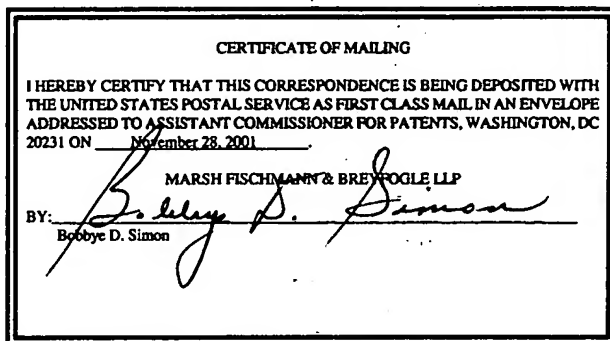 CERTIFICATE OF MAILING
I HEREBY CERTIFY THAT THIS CORRESPONDENCE IS BEING DEPOSITED WITH
THE UNITED STATES POSTAL SERVICE AS FIRST CLASS MAIL IN AN ENVELOPE
ADDRESSED TO ASSISTANT COMMISSIONER FOR PATENTS, WASHINGTON, DC
20231 ON November 28, 2001.
MARSH FISCHMANN & BREYFOGLE LLP
BY: Bobbye D. Simon
Bobbye D. Simon